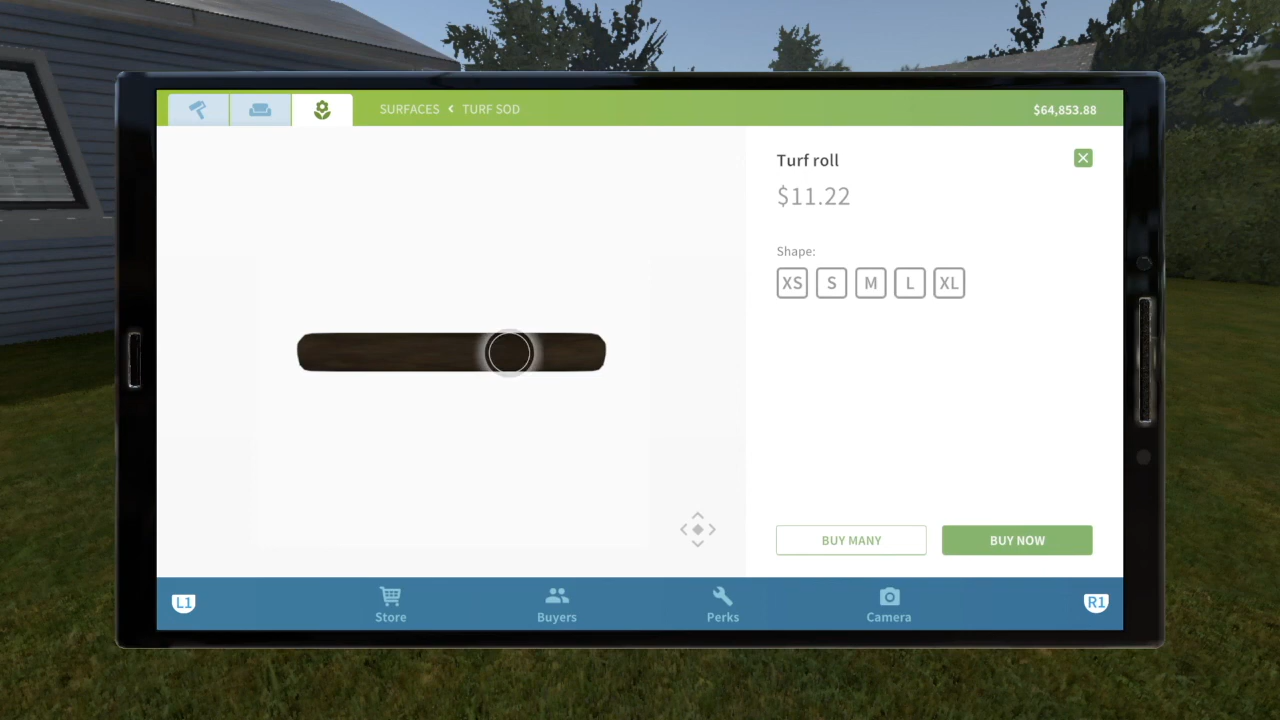 SURFACES < TURF SOD
$64,853.88
Turf roll
$11.22
Shape:
XS S M L XL
BUY MANY
BUY NOW
L1
Store
Buyers
Perks
Camera
R1